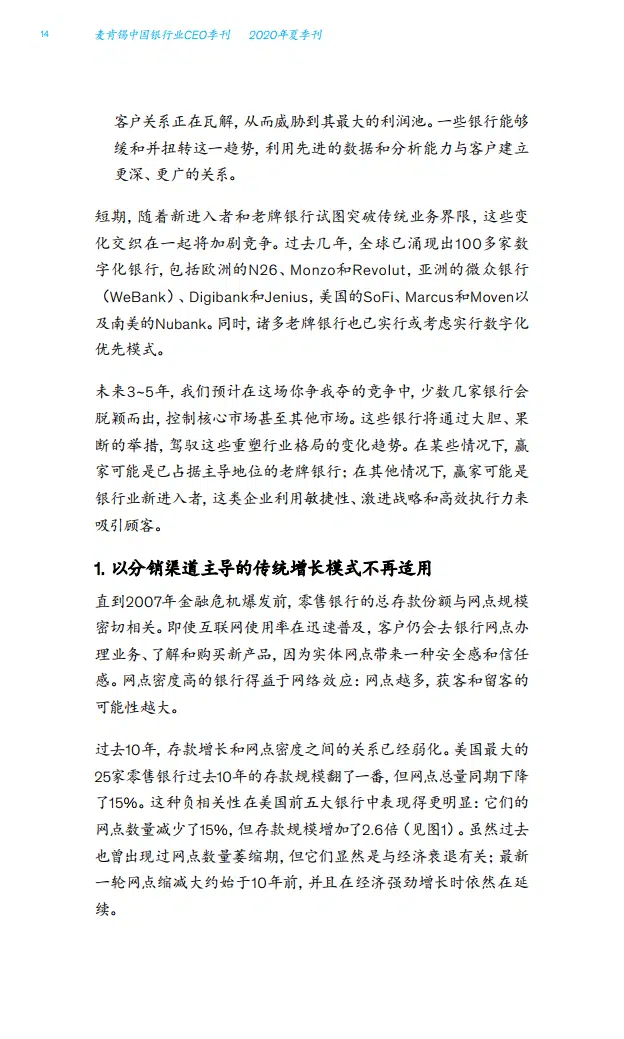 14
麦肯锡中国银行业CEO季刊 2020年夏季刊
客户关系正在瓦解，从而威胁到其最大的利润池。一些银行能够
缓和并扭转这一趋势，利用先进的数据和分析能力与客户建立
更深、更广的关系。
短期，随着新进入者和老牌银行试图突破传统业务界限，这些变
化交织在一起将加剧竞争。过去几年，全球已涌现出100多家数
字化银行，包括欧洲的N26、Monzo和Revolut，亚洲的微众银行
（WeBank）、Digibank和Jenius，美国的SoFi、Marcus和Moven以
及南美的Nubank。同时，诸多老牌银行也已实行或考虑实行数字化
优先模式。
未来3~5年，我们预计在这场你争我夺的竞争中，少数几家银行会
脱颖而出，控制核心市场甚至其他市场。这些银行将通过大胆、果
断的举措，驾驭这些重塑行业格局的变化趋势。在某些情况下，赢
家可能是已占据主导地位的老牌银行；在其他情况下，赢家可能是
银行业新进入者，这类企业利用敏捷性、激进战略和高效执行力来
吸引顾客。
1. 以分销渠道主导的传统增长模式不再适用
直到2007年金融危机爆发前，零售银行的总存款份额与网点规模
密切相关。即使互联网使用率在迅速普及，客户仍会去银行网点办
理业务、了解和购买新产品，因为实体网点带来一种安全感和信任
感。网点密度高的银行得益于网络效应：网点越多，获客和留客的
可能性越大。
过去10年，存款增长和网点密度之间的关系已经弱化。美国最大的
25家零售银行过去10年的存款规模翻了一番，但网点总量同期下降
了15%。这种负相关性在美国前五大银行中表现得更明显：它们的
网点数量减少了15%，但存款规模增加了2.6倍（见图1）。虽然过去
也曾出现过网点数量萎缩期，但它们显然是与经济衰退有关；最新
一轮网点缩减大约始于10年前，并且在经济强劲增长时依然在延
续。